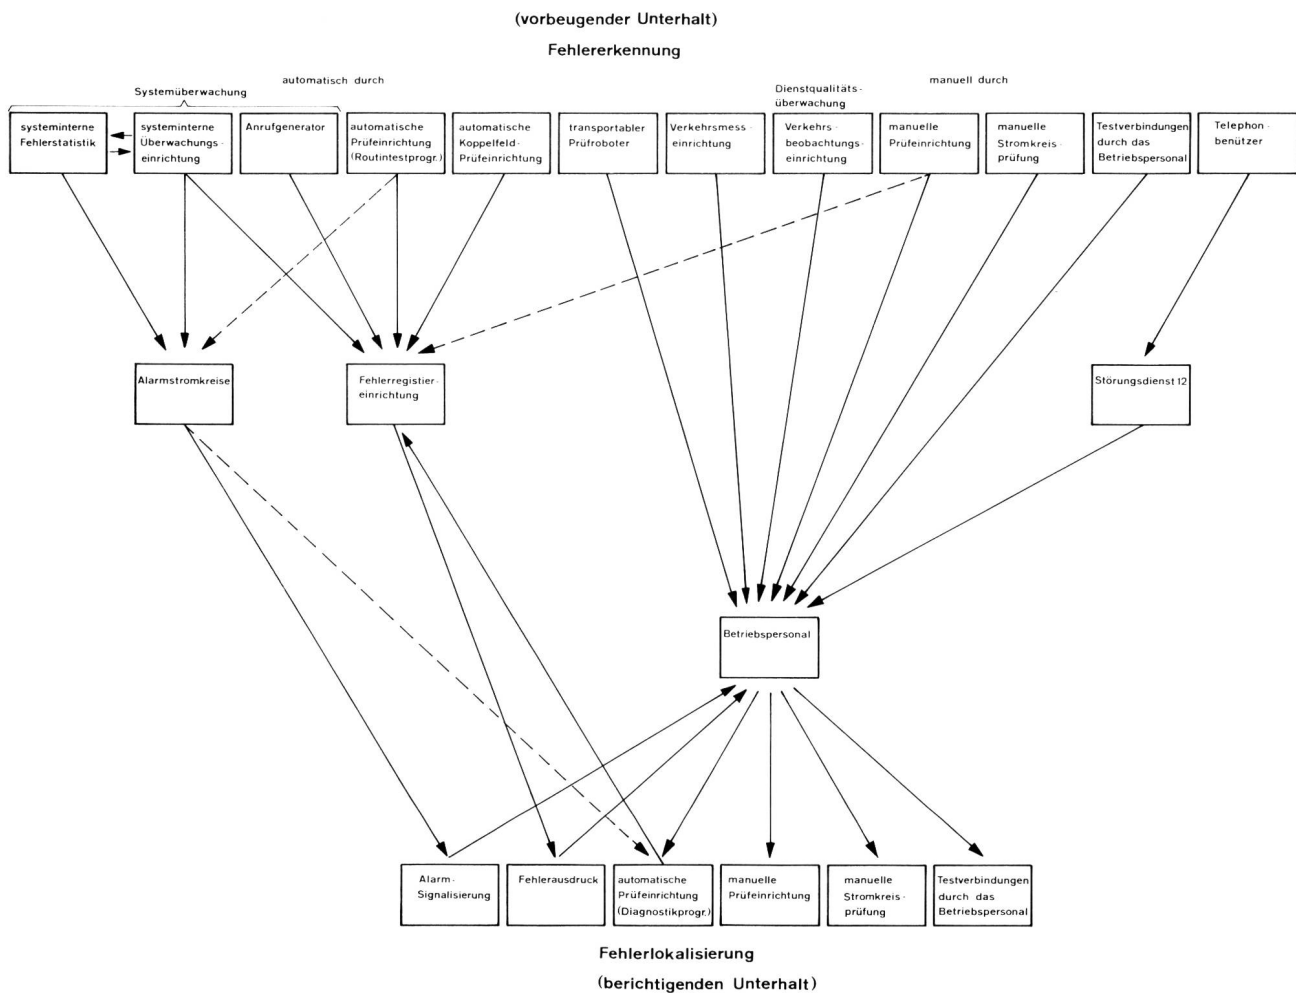 (vorbeugender Unterhalt)
Fehlererkennung
automatisch durch
manuell durch
Systemüberwachung
Dienstqualitäts-
überwachung
systeminterne
Fehlerstatistik
systeminterne
Überwachungs-
einrichtung
Anrufgenerator
automatische
Prüfeinrichtung
(Routintestprogr.)
automatische
Koppelfeld-
Prüfeinrichtung
transportabler
Prüfroboter
Verkehrsmess-
einrichtung
Verkehrs-
beobachtungs-
einrichtung
manuelle
Prüfeinrichtung
manuelle
Stromkreis-
prüfung
Testverbindungen
durch das
Betriebspersonal
Telephon-
benützer
Alarmstromkreise
Fehlerregistier-
einrichtung
Störungsdienst 12
Betriebspersonal
Alarm-
Signalisierung
Fehlerausdruck
automatische
Prüfeinrichtung
(Diagnostikprogr.)
manuelle
Prüfeinrichtung
manuelle
Stromkreis-
prüfung
Testverbindungen
durch das
Betriebspersonal
Fehlerlokalisierung
(berichtigenden Unterhalt)